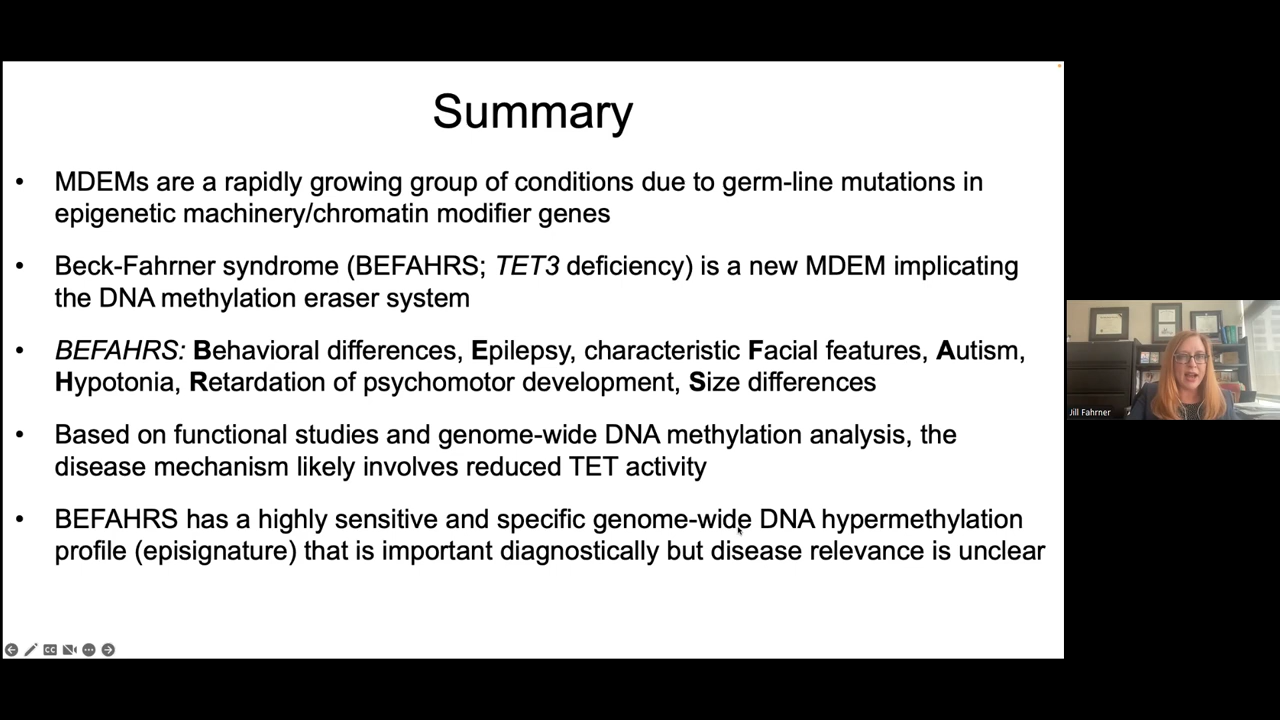 Summary
• MDEMs are a rapidly growing group of conditions due to germ-line mutations in
epigenetic machinery/chromatin modifier genes
• Beck-Fahrner syndrome (BEFAHRS; TET3 deficiency) is a new MDEM implicating
the DNA methylation eraser system
• BEFAHRS: Behavioral differences, Epilepsy, characteristic Facial features, Autism,
Hypotonia, Retardation of psychomotor development, Size differences
• Based on functional studies and genome-wide DNA methylation analysis, the
disease mechanism likely involves reduced TET activity
• BEFAHRS has a highly sensitive and specific genome-wide DNA hypermethylation
profile (episignature) that is important diagnostically but disease relevance is unclear
Jill Fahrner
CC